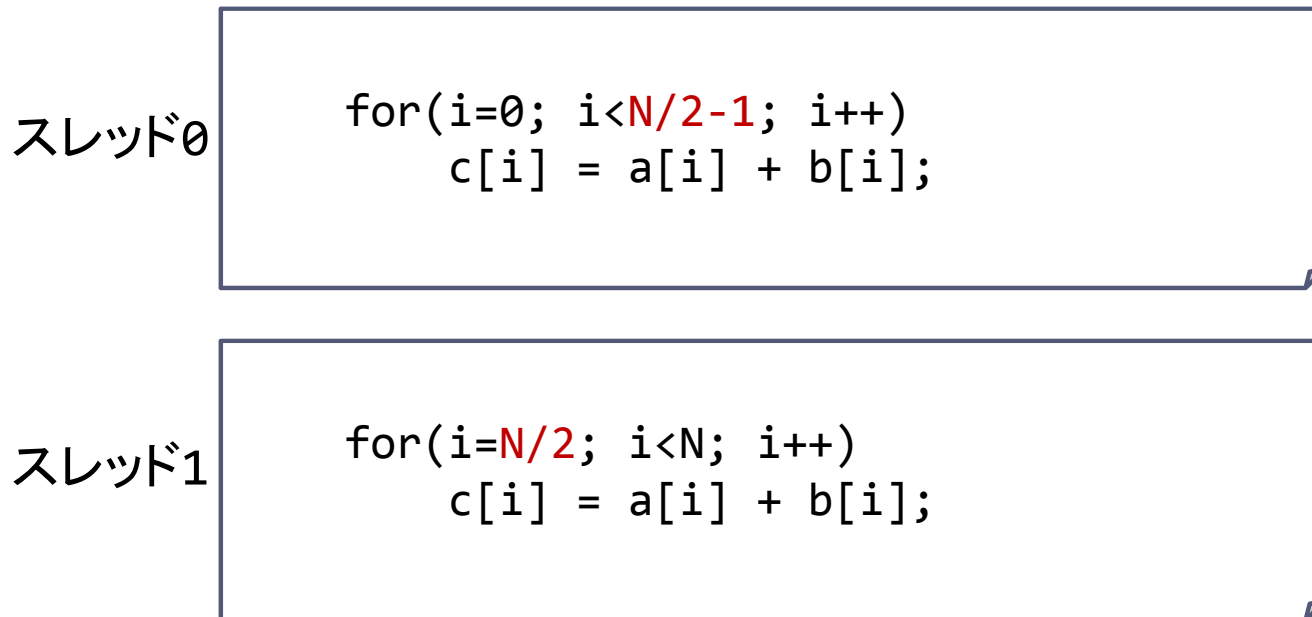 スレッド0
for(i=0; i<N/2-1; i++)
c[i] = a[i] + b[i];
スレッド1
for(i=N/2; i<N; i++)
c[i] = a[i] + b[i];